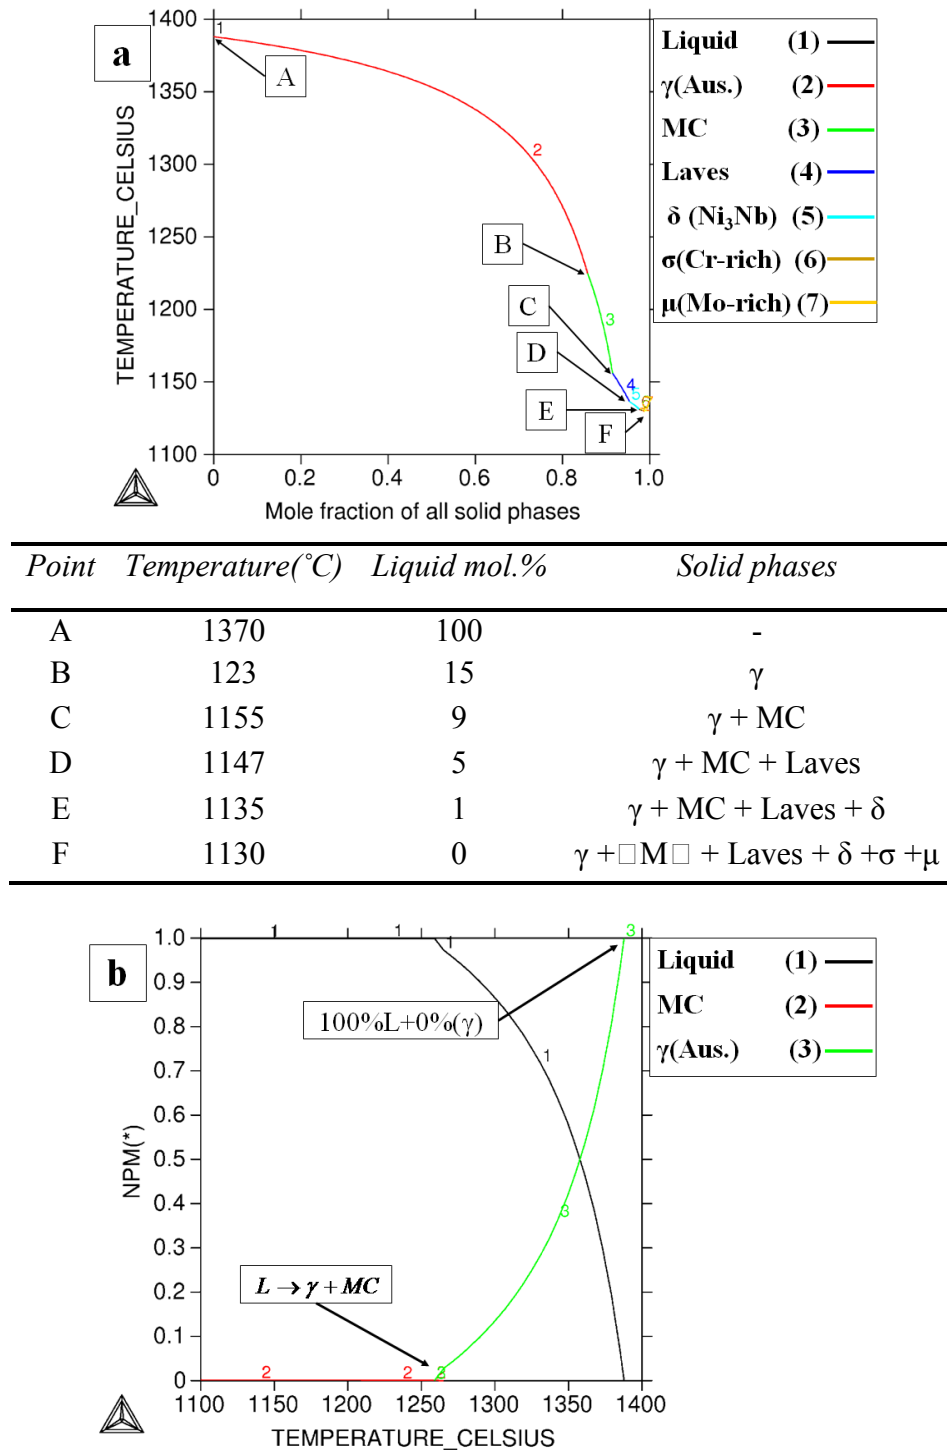 a
1400
1350
1300
1250
1200
1150
1100
TEMPERATURE_CELSIUS
1
2
3
4
5
A
B
C
D
E
F
0
0.2
0.4
0.6
0.8
1.0
Mole fraction of all solid phases
Liquid (1)
γ(Aus.) (2)
MC (3)
Laves (4)
δ (Ni₃Nb) (5)
σ(Cr-rich) (6)
μ(Mo-rich) (7)
Point Temperature(˚C) Liquid mol.% Solid phases
A 1370 100 -
B 123 15 γ
C 1155 9 γ + MC
D 1147 5 γ + MC + Laves
E 1135 1 γ + MC + Laves + δ
F 1130 0 γ +□M□ + Laves + δ +σ +μ
b
1 1 1 3
1.0
0.9
0.8
0.7
0.6
0.5
0.4
0.3
0.2
0.1
0
NPM(*)
100%L+0%(γ)
1
3
L → γ + MC
2 2
1100 1150 1200 1250 1300 1350 1400
TEMPERATURE_CELSIUS
Liquid (1)
MC (2)
γ(Aus.) (3)